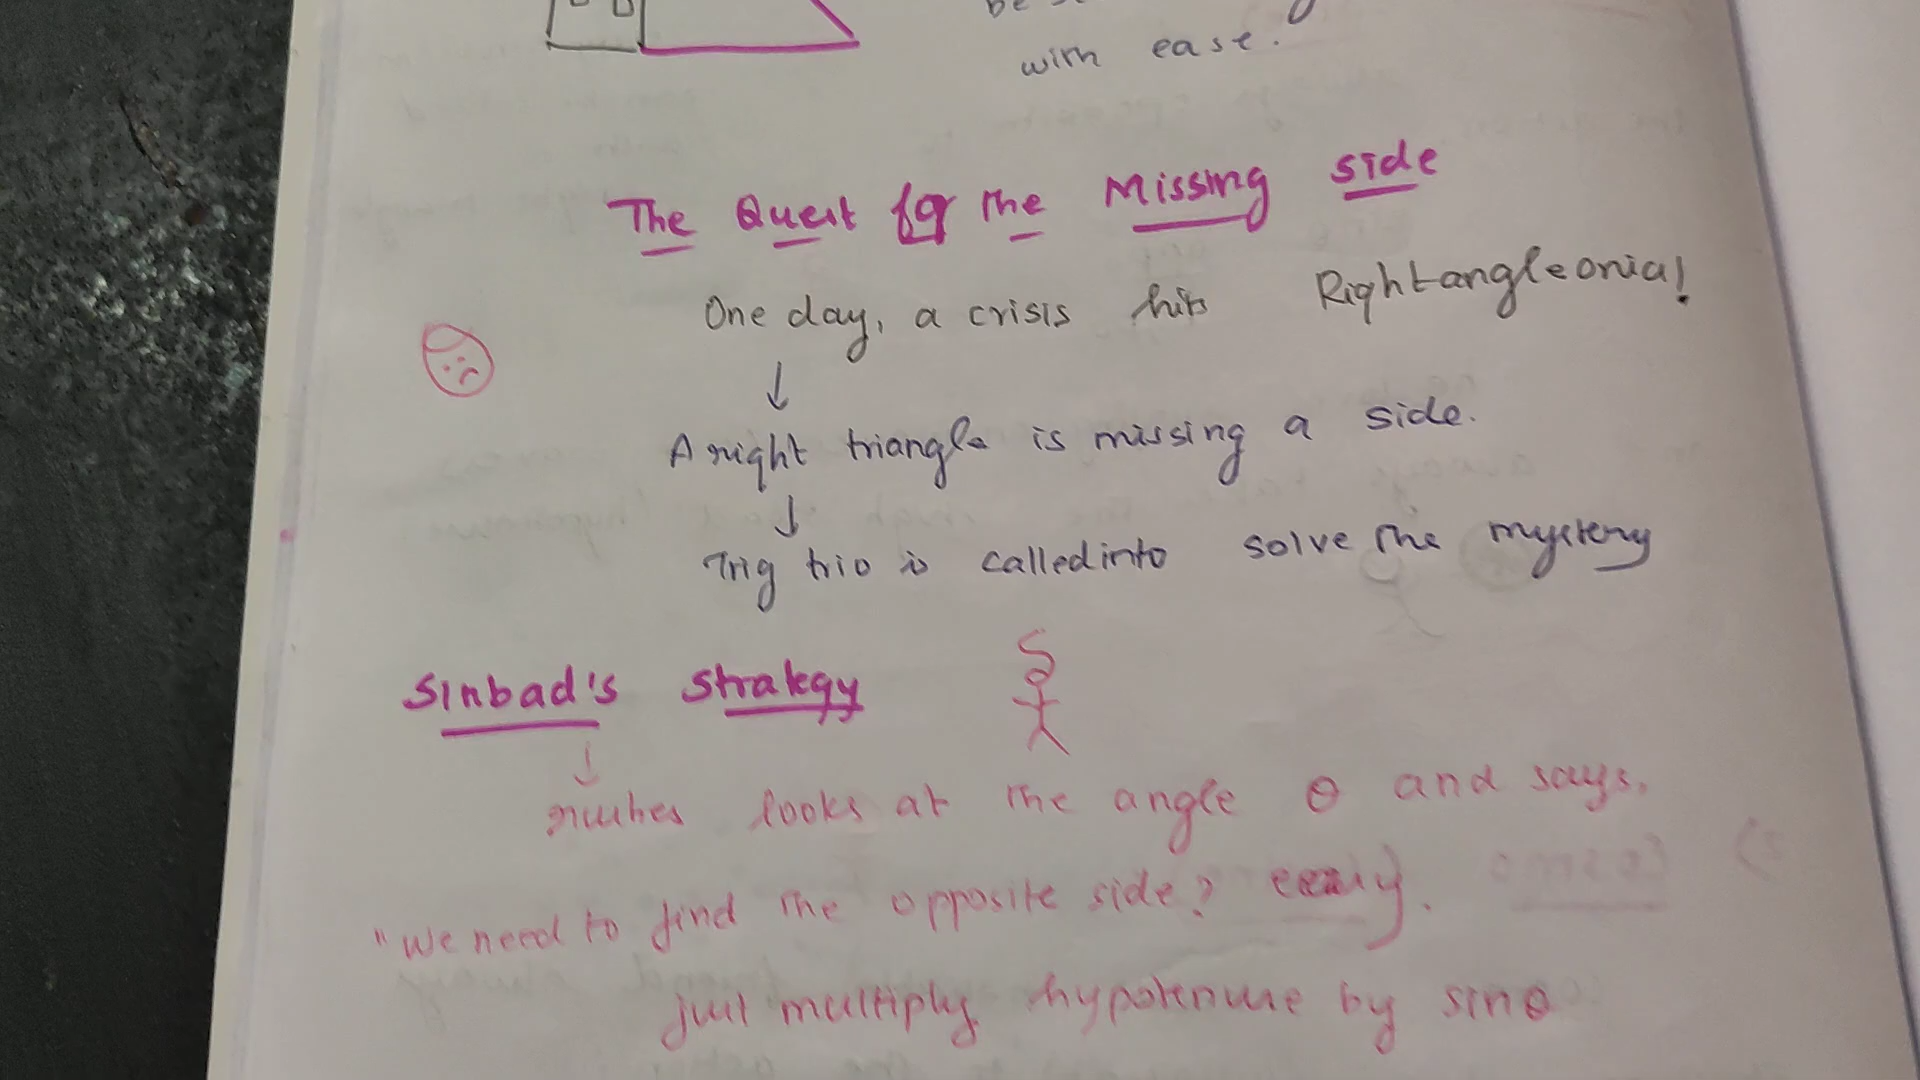 be s
with ease.
The Quest for the Missing side
One day, a crisis hits Rightangleonia!
A right triangle is missing a side.
Trig trio is called into solve the mystery
Sinbad's Strategy
S
rushes looks at the angle θ and says,
"We need to find the opposite side? easy.
just multiply hypotenuse by sinθ